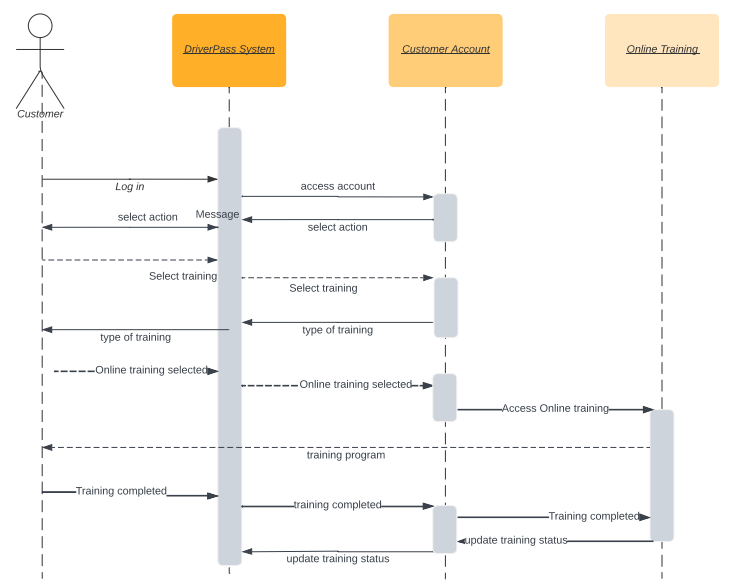 DriverPass System
Customer Account
Online Training
Customer
Log in
access account
Message
select action
select action
Select training
Select training
type of training
type of training
Online training selected
Online training selected
Access Online training
training program
Training completed
training completed
Training completed
update training status
update training status